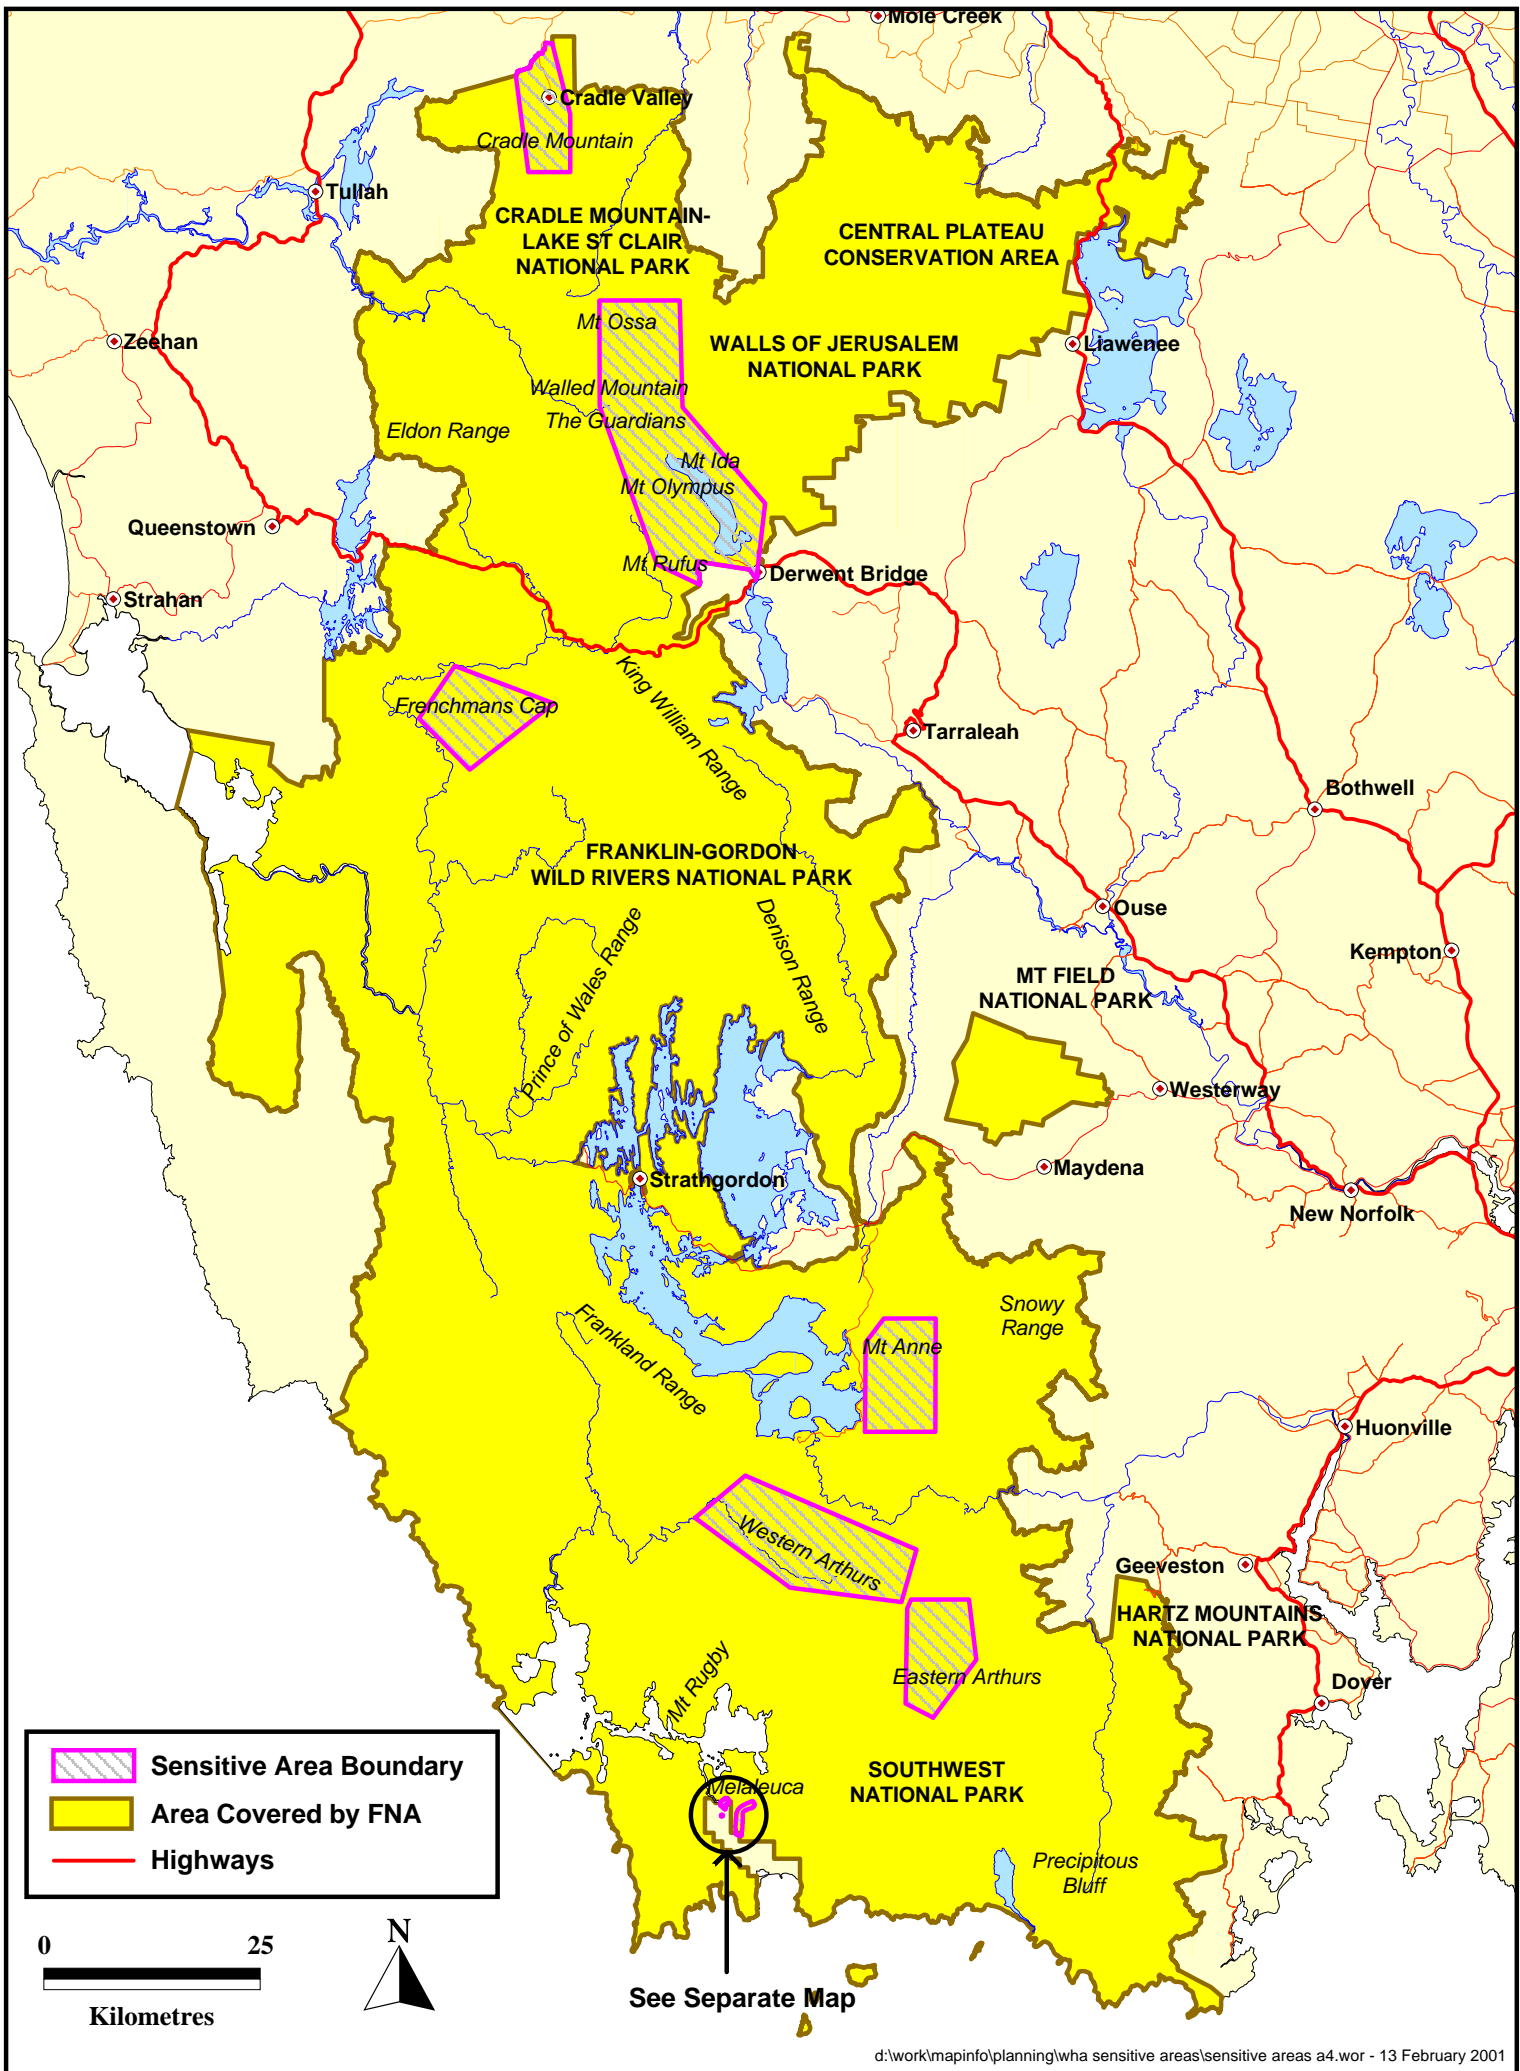 Mole Creek
Cradle Valley
Cradle Mountain
Tullah
CRADLE MOUNTAIN-
LAKE ST CLAIR
NATIONAL PARK
CENTRAL PLATEAU
CONSERVATION AREA
Mt Ossa
Zeehan
WALLS OF JERUSALEM
NATIONAL PARK
Liawenee
Walled Mountain
The Guardians
Eldon Range
Mt Ida
Mt Olympus
Queenstown
Mt Rufus
Derwent Bridge
Strahan
King William Range
Frenchmans Cap
Tarraleah
Bothwell
FRANKLIN-GORDON
WILD RIVERS NATIONAL PARK
Prince of Wales Range
Denison Range
Ouse
Kempton
MT FIELD
NATIONAL PARK
Westerway
Maydena
Strathgordon
New Norfolk
Snowy
Range
Frankland Range
Mt Anne
Huonville
Western Arthurs
Geeveston
HARTZ MOUNTAINS
NATIONAL PARK
Eastern Arthurs
Mt Rugby
Dover
SOUTHWEST
NATIONAL PARK
Melaleuca
Precipitous
Bluff
Sensitive Area Boundary
Area Covered by FNA
Highways
0 25
Kilometres
N
See Separate Map
d:\work\mapinfo\planning\wha sensitive areas\sensitive areas a4.wor - 13 February 2001